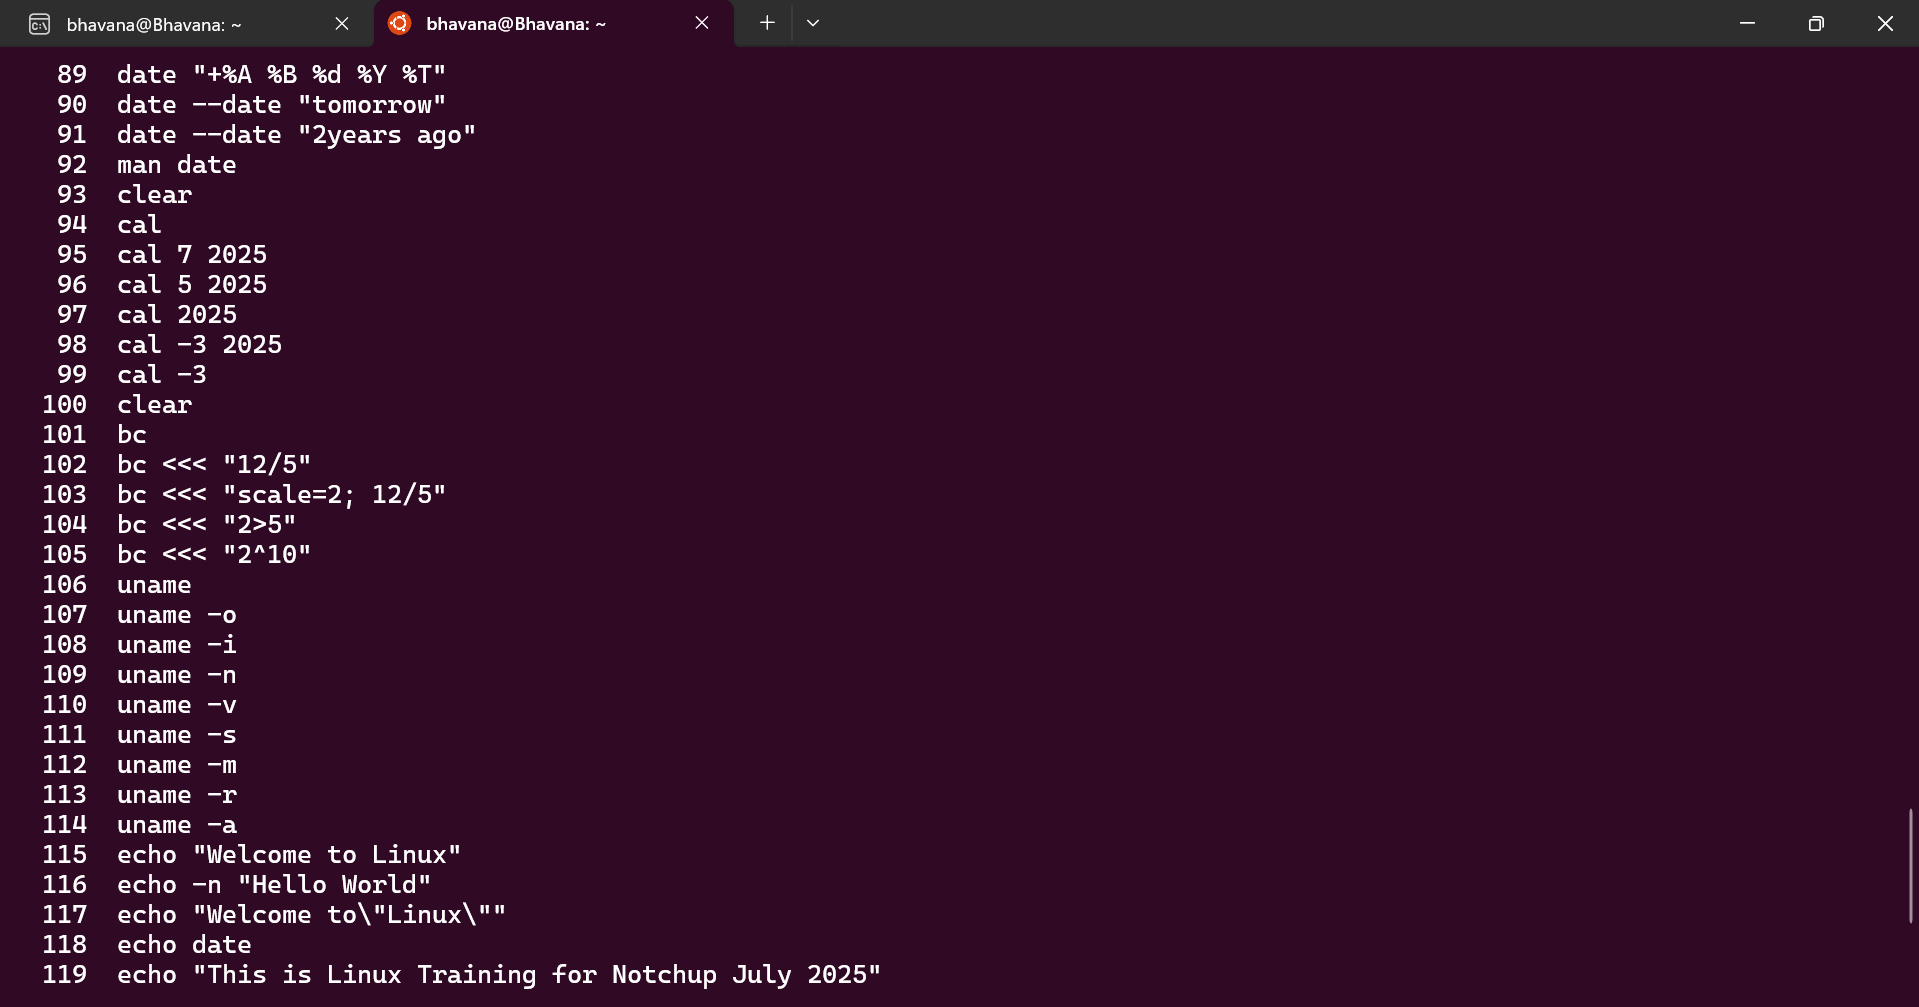 bhavana@Bhavana: ~
bhavana@Bhavana: ~
89 date "+%A %B %d %Y %T"
90 date --date "tomorrow"
91 date --date "2years ago"
92 man date
93 clear
94 cal
95 cal 7 2025
96 cal 5 2025
97 cal 2025
98 cal -3 2025
99 cal -3
100 clear
101 bc
102 bc <<< "12/5"
103 bc <<< "scale=2; 12/5"
104 bc <<< "2>5"
105 bc <<< "2^10"
106 uname
107 uname -o
108 uname -i
109 uname -n
110 uname -v
111 uname -s
112 uname -m
113 uname -r
114 uname -a
115 echo "Welcome to Linux"
116 echo -n "Hello World"
117 echo "Welcome to\"Linux\""
118 echo date
119 echo "This is Linux Training for Notchup July 2025"